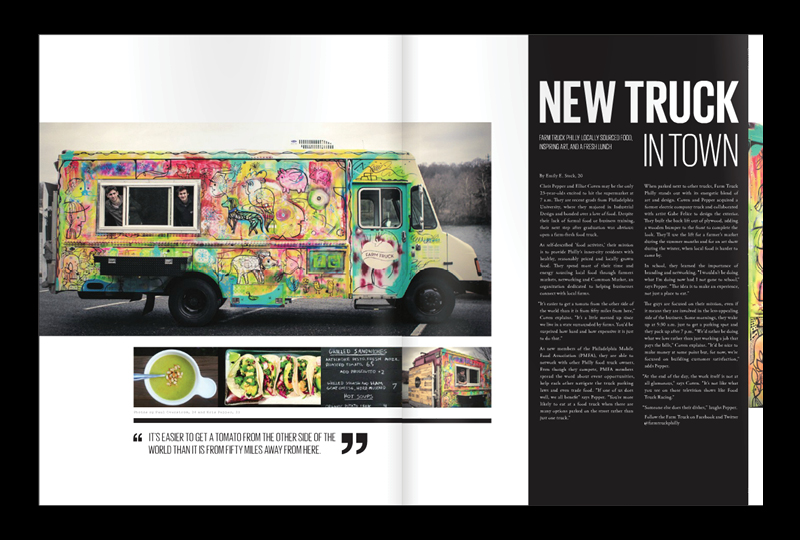 NEW TRUCK
IN TOWN
FARM TRUCK PHILLY: LOCALLY SOURCED FOOD,
INSPIRING ART, AND A FRESH LUNCH
By Emily E. Stock, 20
Chris Pepper and Elliot Curren may be the only
23-year-olds excited to hit the supermarket at
7 a.m. They are recent grads from Philadelphia
University, where they majored in Industrial
Design and bonded over a love of food. Despite
their lack of formal food or business training,
their next step after graduation was obvious:
open a farm-fresh food truck.
As self-described "food
their mission
is to provide Philly's inner-city residents with
healthy, reasonably priced and locally grown
food. They spend most of their time and
energy sourcing local food through farmers
markets, networking and Common Market, an
organization dedicated to helping businesses
connect with local farms.
"It's easier to get a tomato from the other side of
the world than it is from fifty miles from here,"
Curren explains. "It's a little messed up since
we live in a state surrounded by farms. You'd be
surprised how hard and how expensive it is just
to do that."
As new members of the Philadelphia Mobile
Food Association (PMFA), they are able to
network with other Philly food truck owners.
Even though they compete, PMFA members
spread the word about event opportunities,
help each other navigate the truck parking
laws and even trade food. "If one of us does
well, we all benefit" says Pepper. "You're more
likely to eat at a food truck when there are
many options parked on the street rather than
just one truck."
When parked next to other trucks, Farm Truck
Philly stands out with its energetic blend of
art and design. Curren and Pepper acquired a
former electric company truck and collaborated
with artist Gabe Felice to design the exterior.
They built the back lift out of plywood, adding
a wooden bumper to the front to complete the
look. They'll use the lift for a farmer's market
during the summer months and for an art show
during the winter, when local food is harder to
come by.
In school, they learned the importance of
branding and networking. "I wouldn't be doing
what I'm doing now had I not gone to school,"
says Pepper. "The idea is to make an experience,
not just a place to eat."
The guys are focused on their mission, even if
it means they are involved in the less-appealing
side of the business. Some mornings, they wake
up at 5:30 a.m. just to get a parking spot and
they pack up after 7 p.m. "We'd rather be doing
what we love rather than just working a job that
pays the bills," Curren explains. "It'd be nice to
make money at some point but, for now, we're
focused on building customer satisfaction,"
adds Pepper.
"At the end of the day, the work itself is not at
all glamorous," says Curren. "It's not like what
you see on those television shows like Food
Truck Racing."
"Someone else does their dishes," laughs Pepper.
Follow the Farm Truck on Facebook and Twitter
@farmtruckphilly
FARM TRUCK
GRILLED SANDWICHES
ADD PROSCIUTTO +2
HOT SOUPS
“ IT'S EASIER TO GET A TOMATO FROM THE OTHER SIDE OF THE
WORLD THAN IT IS FROM FIFTY MILES AWAY FROM HERE. ”